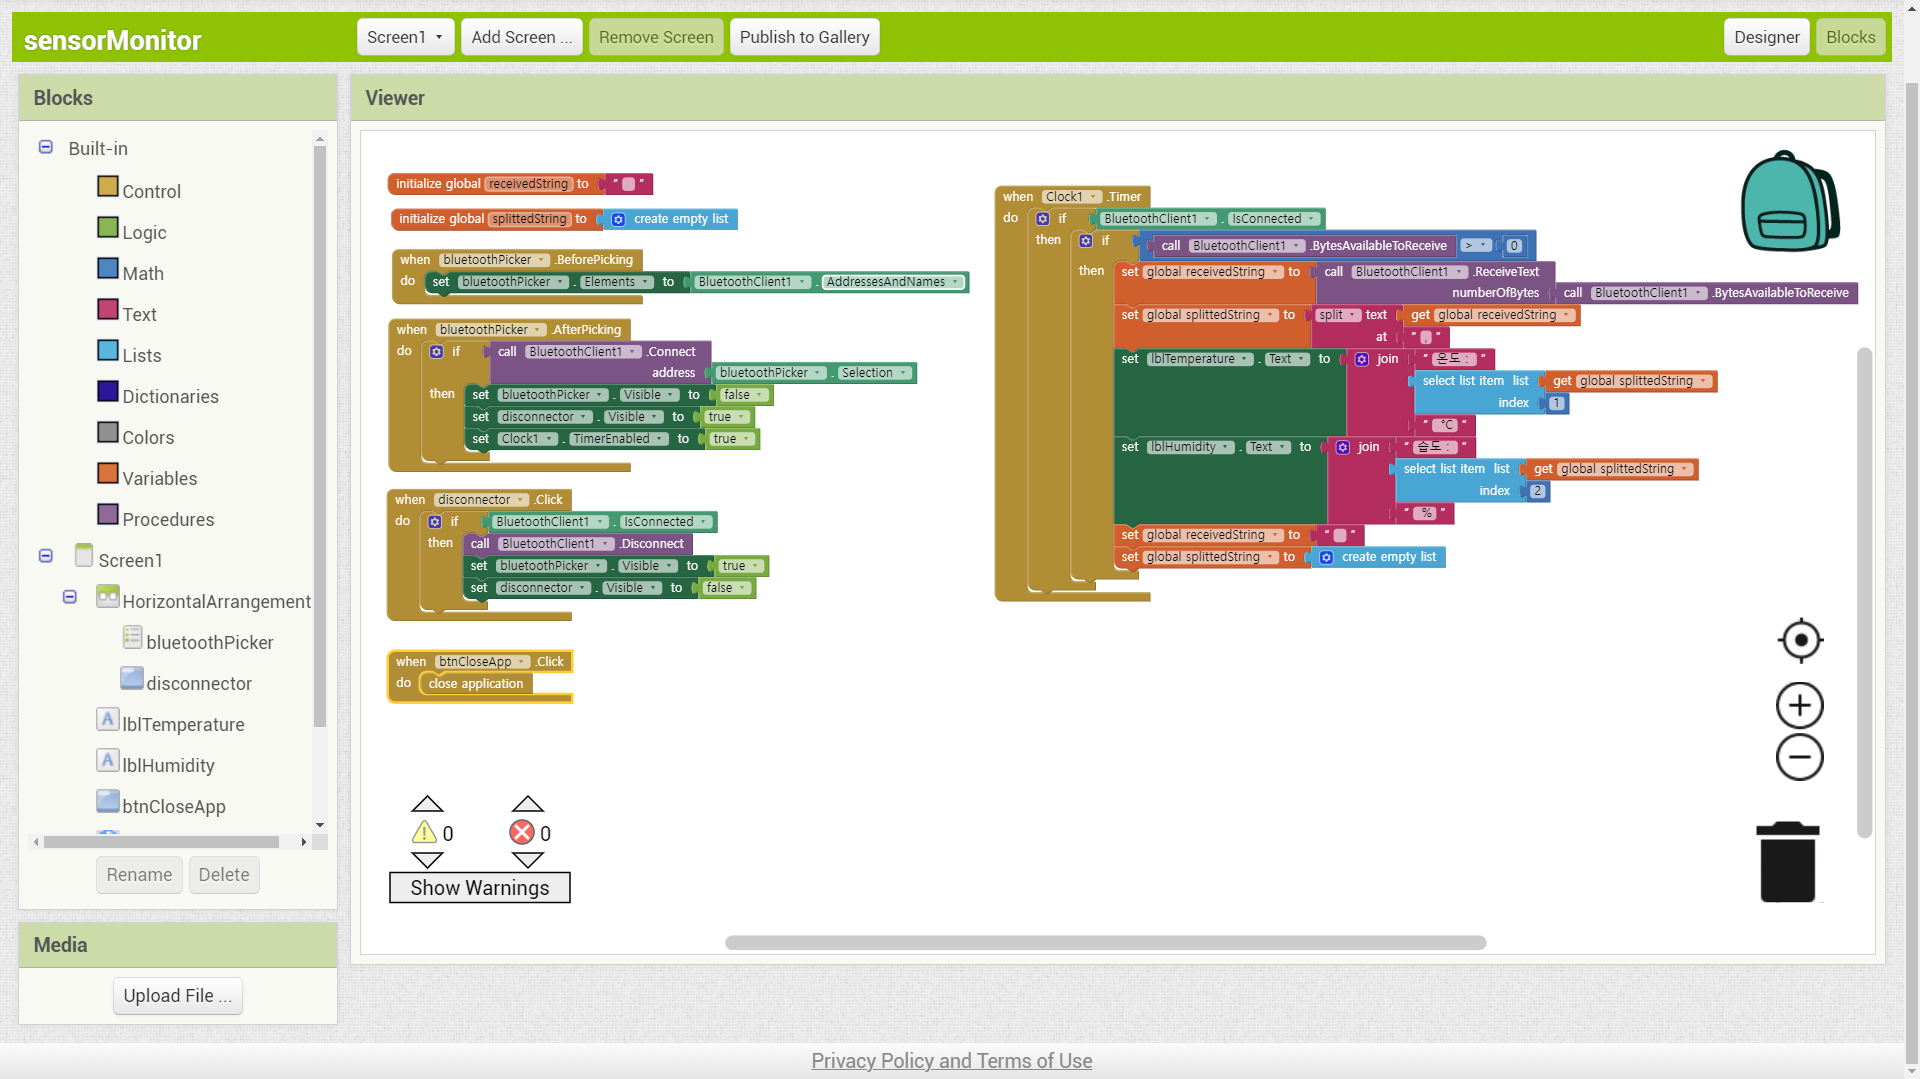 sensorMonitor
Screen1 Add Screen ... Remove Screen Publish to Gallery Designer Blocks
Blocks
Built-in
Control
Logic
Math
Text
Lists
Dictionaries
Colors
Variables
Procedures
Screen1
HorizontalArrangement
bluetoothPicker
disconnector
lblTemperature
lblHumidity
btnCloseApp
Rename Delete
Media
Upload File ...
Viewer
initialize global receivedString to " "
initialize global splittedString to create empty list
when bluetoothPicker .BeforePicking
do set bluetoothPicker . Elements to BluetoothClient1 . AddressesAndNames
when bluetoothPicker .AfterPicking
do if call BluetoothClient1 .Connect
address bluetoothPicker . Selection
then set bluetoothPicker . Visible to false
set disconnector . Visible to true
set Clock1 . TimerEnabled to true
when disconnector .Click
do if BluetoothClient1 . IsConnected
then call BluetoothClient1 .Disconnect
set bluetoothPicker . Visible to true
set disconnector . Visible to false
when btnCloseApp .Click
do close application
when Clock1 .Timer
do if BluetoothClient1 . IsConnected
then if call BluetoothClient1 .BytesAvailableToReceive > 0
then set global receivedString to call BluetoothClient1 .ReceiveText
numberOfBytes call BluetoothClient1 .BytesAvailableToReceive
set global splittedString to split text get global receivedString
at " , "
set lblTemperature . Text to join " 온도 : "
select list item list get global splittedString
index 1
" ℃ "
set lblHumidity . Text to join " 습도 : "
select list item list get global splittedString
index 2
" % "
set global receivedString to " "
set global splittedString to create empty list
0 0
Show Warnings
Privacy Policy and Terms of Use